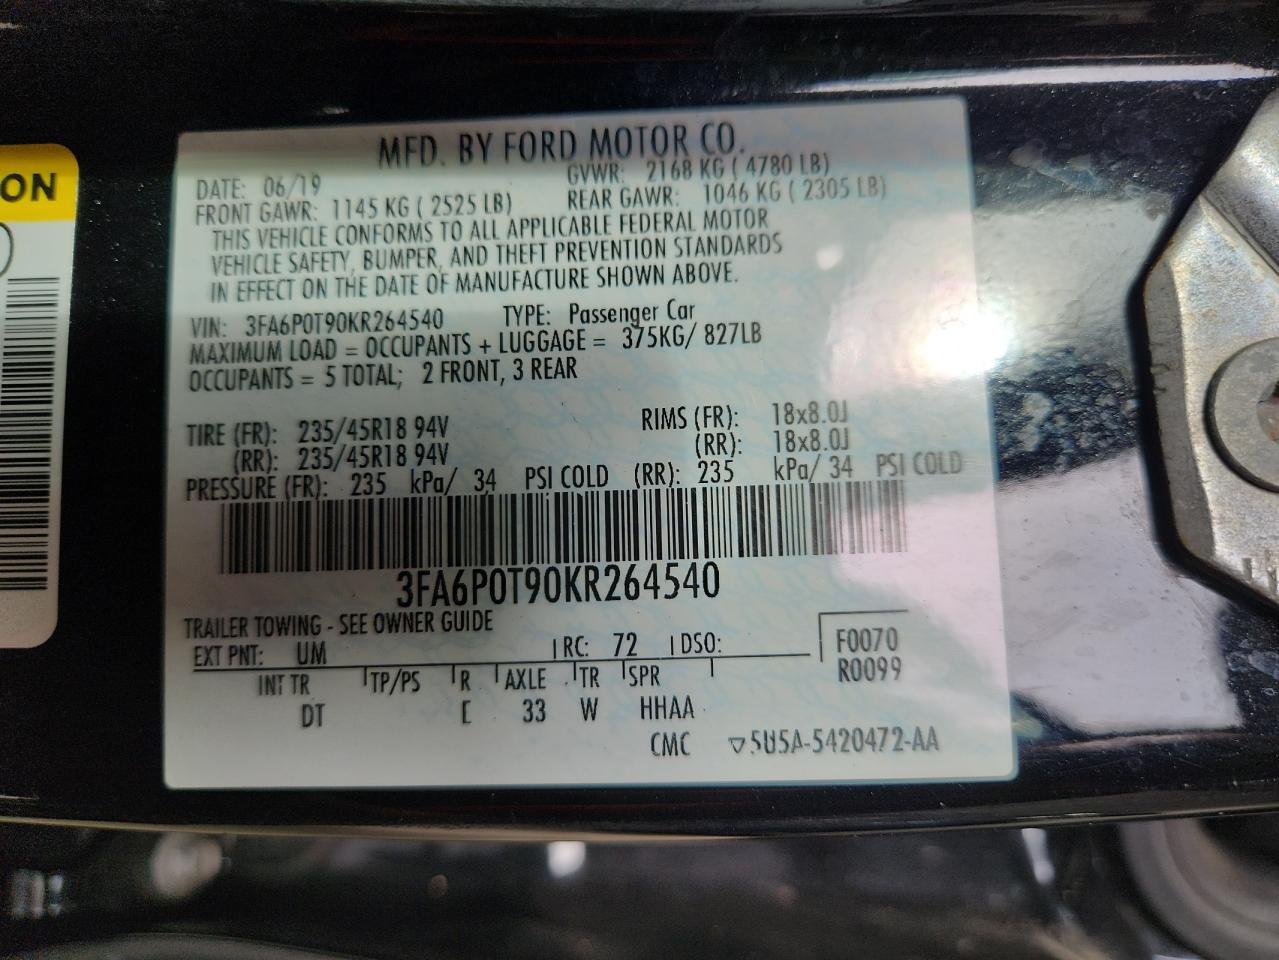 ON
MFD. BY FORD MOTOR CO.
DATE: 06/19 GVWR: 2168 KG ( 4780 LB)
FRONT GAWR: 1145 KG ( 2525 LB) REAR GAWR: 1046 KG ( 2305 LB)
THIS VEHICLE CONFORMS TO ALL APPLICABLE FEDERAL MOTOR
VEHICLE SAFETY, BUMPER, AND THEFT PREVENTION STANDARDS
IN EFFECT ON THE DATE OF MANUFACTURE SHOWN ABOVE.
VIN: 3FA6P0T90KR264540 TYPE: Passenger Car
MAXIMUM LOAD = OCCUPANTS + LUGGAGE = 375KG/ 827LB
OCCUPANTS = 5 TOTAL; 2 FRONT, 3 REAR
TIRE (FR): 235/45R18 94V RIMS (FR): 18x8.0J
(RR): 235/45R18 94V (RR): 18x8.0J
PRESSURE (FR): 235 kPa/ 34 PSI COLD (RR): 235 kPa/ 34 PSI COLD
3FA6P0T90KR264540
TRAILER TOWING - SEE OWNER GUIDE
EXT PNT: UM RC: 72 DSO: F0070
R0099
INT TR TP/PS R AXLE TR SPR
DT E 33 W HHAA
CMC ▽5U5A-5420472-AA